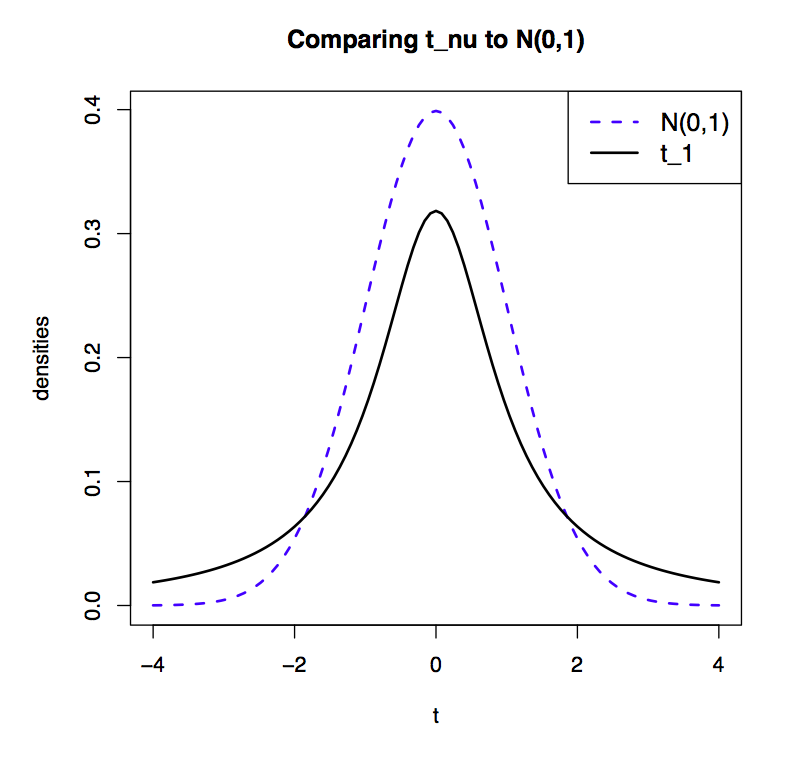 Comparing t_nu to N(0,1)
N(0,1)
t_1
densities
0.4
0.3
0.2
0.1
0.0
−4 −2 0 2 4
t